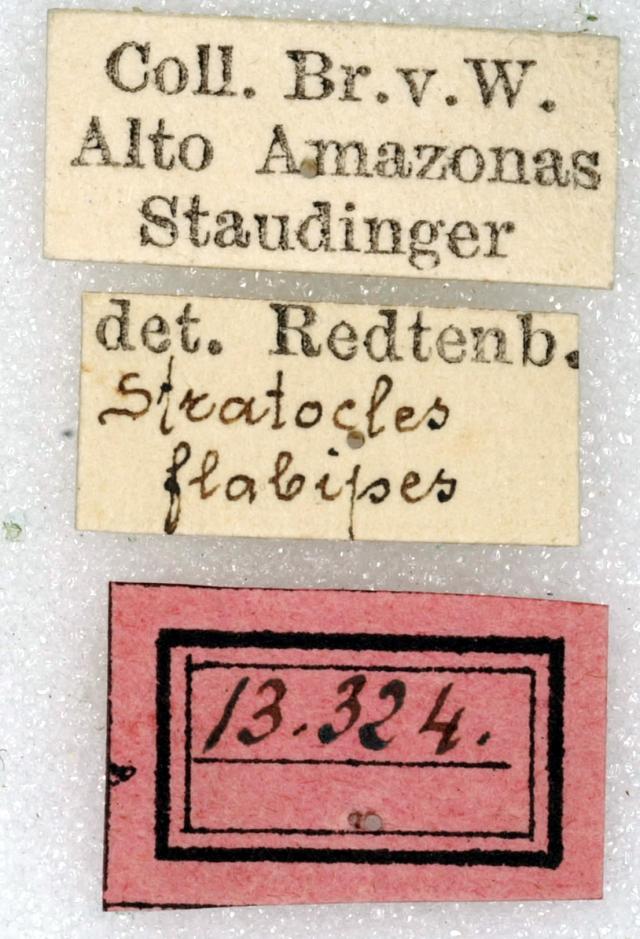 Coll. Br.v.W.
Alto Amazonas
Staudinger
det. Redtenb.
Stratocles
flabipes
13.324.